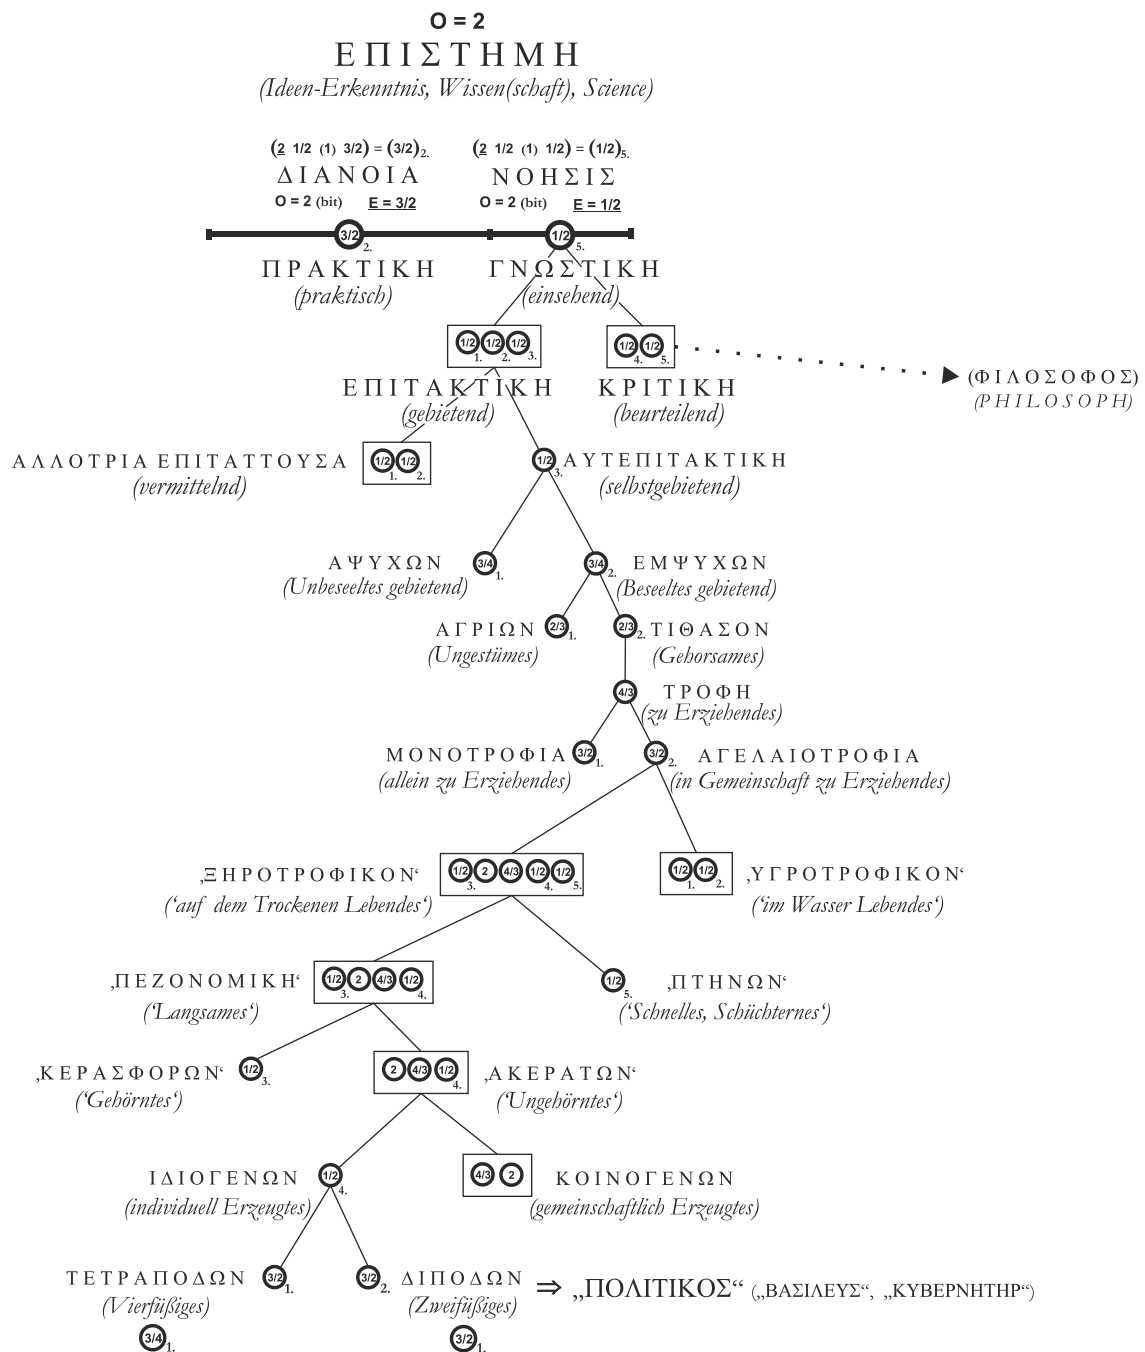 O = 2
ΕΠΙΣΤΗΜΗ
(Ideen-Erkenntnis, Wissen(schaft), Science)
(2 1/2 (1) 3/2) = (3/2)2. (2 1/2 (1) 1/2) = (1/2)5.
ΔΙΑΝΟΙΑ ΝΟΗΣΙΣ
O = 2 (bit) E = 3/2 O = 2 (bit) E = 1/2
3/2 2. 1/2 5.
ΠΡΑΚΤΙΚΗ ΓΝΩΣΤΙΚΗ
(praktisch) (einsehend)
1/2 1. 1/2 2. 1/2 3. 1/2 4. 1/2 5.
ΕΠΙΤΑΚΤΙΚΗ ΚΡΙΤΙΚΗ (ΦΙΛΟΣΟΦΟΣ)
(gebietend) (beurteilend) (PHILOSOPH)
ΑΛΛΟΤΡΙΑ ΕΠΙΤΑΤΤΟΥΣΑ 1/2 1. 1/2 2. 1/2 3. ΑΥΤΕΠΙΤΑΚΤΙΚΗ
(vermittelnd) (selbstgebietend)
ΑΨΥΧΩΝ 3/4 1. 3/4 2. ΕΜΨΥΧΩΝ
(Unbeseeltes gebietend) (Beseeltes gebietend)
ΑΓΡΙΩΝ 2/3 1. 2/3 2. ΤΙΘΑΣΟΝ
(Ungestümes) (Gehorsames)
4/3 ΤΡΟΦΗ
(zu Erziehendes)
ΜΟΝΟΤΡΟΦΙΑ 3/2 1. 3/2 2. ΑΓΕΛΑΙΟΤΡΟΦΙΑ
(allein zu Erziehendes) (in Gemeinschaft zu Erziehendes)
‚ΞΗΡΟΤΡΟΦΙΚΟΝ‘ 1/2 3. 2 4/3 1/2 4. 1/2 5. 1/2 1. 1/2 2. ‚ΥΓΡΟΤΡΟΦΙΚΟΝ‘
(‘auf dem Trockenen Lebendes‘) (‘im Wasser Lebendes‘)
‚ΠΕΖΟΝΟΜΙΚΗ‘ 1/2 3. 2 4/3 1/2 4. 1/2 5. ‚ΠΤΗΝΩΝ‘
(‘Langsames‘) (‘Schnelles, Schüchternes‘)
‚ΚΕΡΑΣΦΟΡΩΝ‘ 1/2 3. 2 4/3 1/2 4. ‚ΑΚΕΡΑΤΩΝ‘
(‘Gehörntes‘) (‘Ungehörntes‘)
ΙΔΙΟΓΕΝΩΝ 1/2 4. 4/3 2 ΚΟΙΝΟΓΕΝΩΝ
(individuell Erzeugtes) (gemeinschaftlich Erzeugtes)
ΤΕΤΡΑΠΟΔΩΝ 3/2 1. 3/2 2. ΔΙΠΟΔΩΝ ⇒ „ΠΟΛΙΤΙΚΟΣ“ („ΒΑΣΙΛΕΥΣ“, „ΚΥΒΕΡΝΗΤΗΡ“)
(Vierfüßiges) (Zweifüßiges)
3/4 1. 3/2 1.